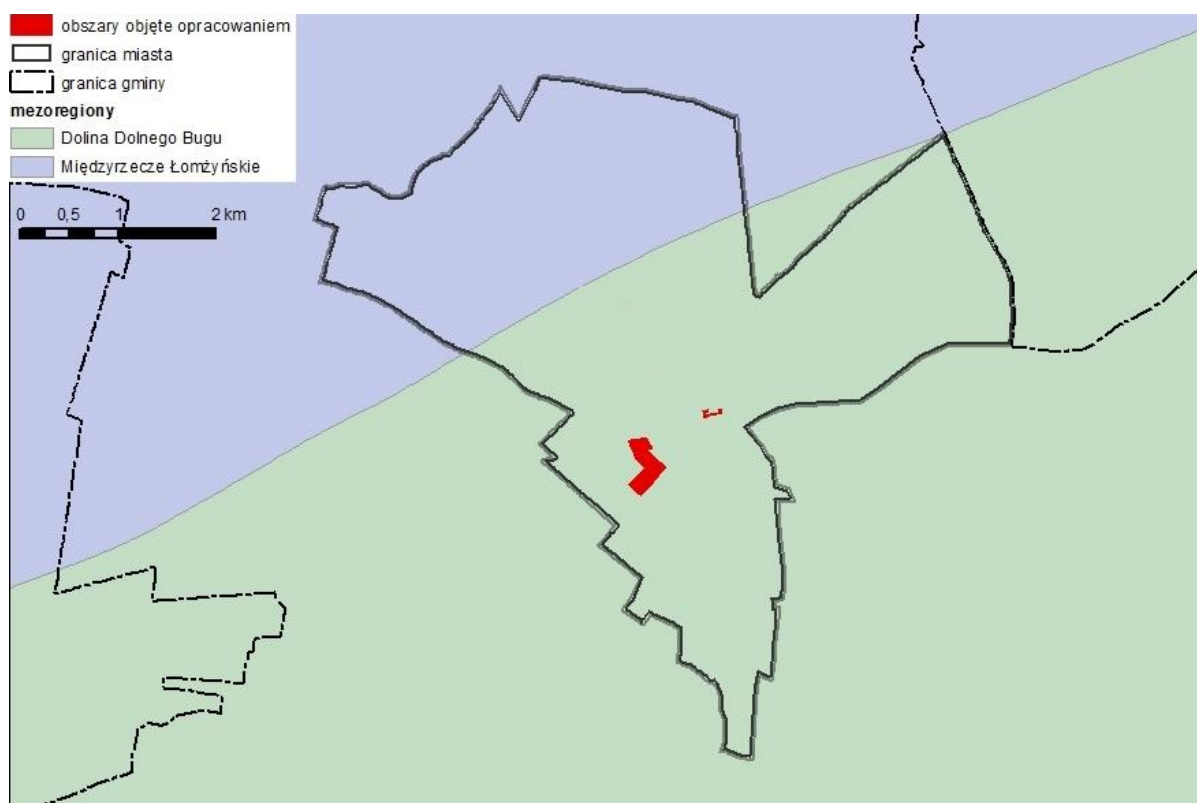 obszary objęte opracowaniem
granica miasta
granica gminy
mezoregiony
Dolina Dolnego Bugu
Międzyrzecze Łomżyńskie
0 0,5 1 2 km